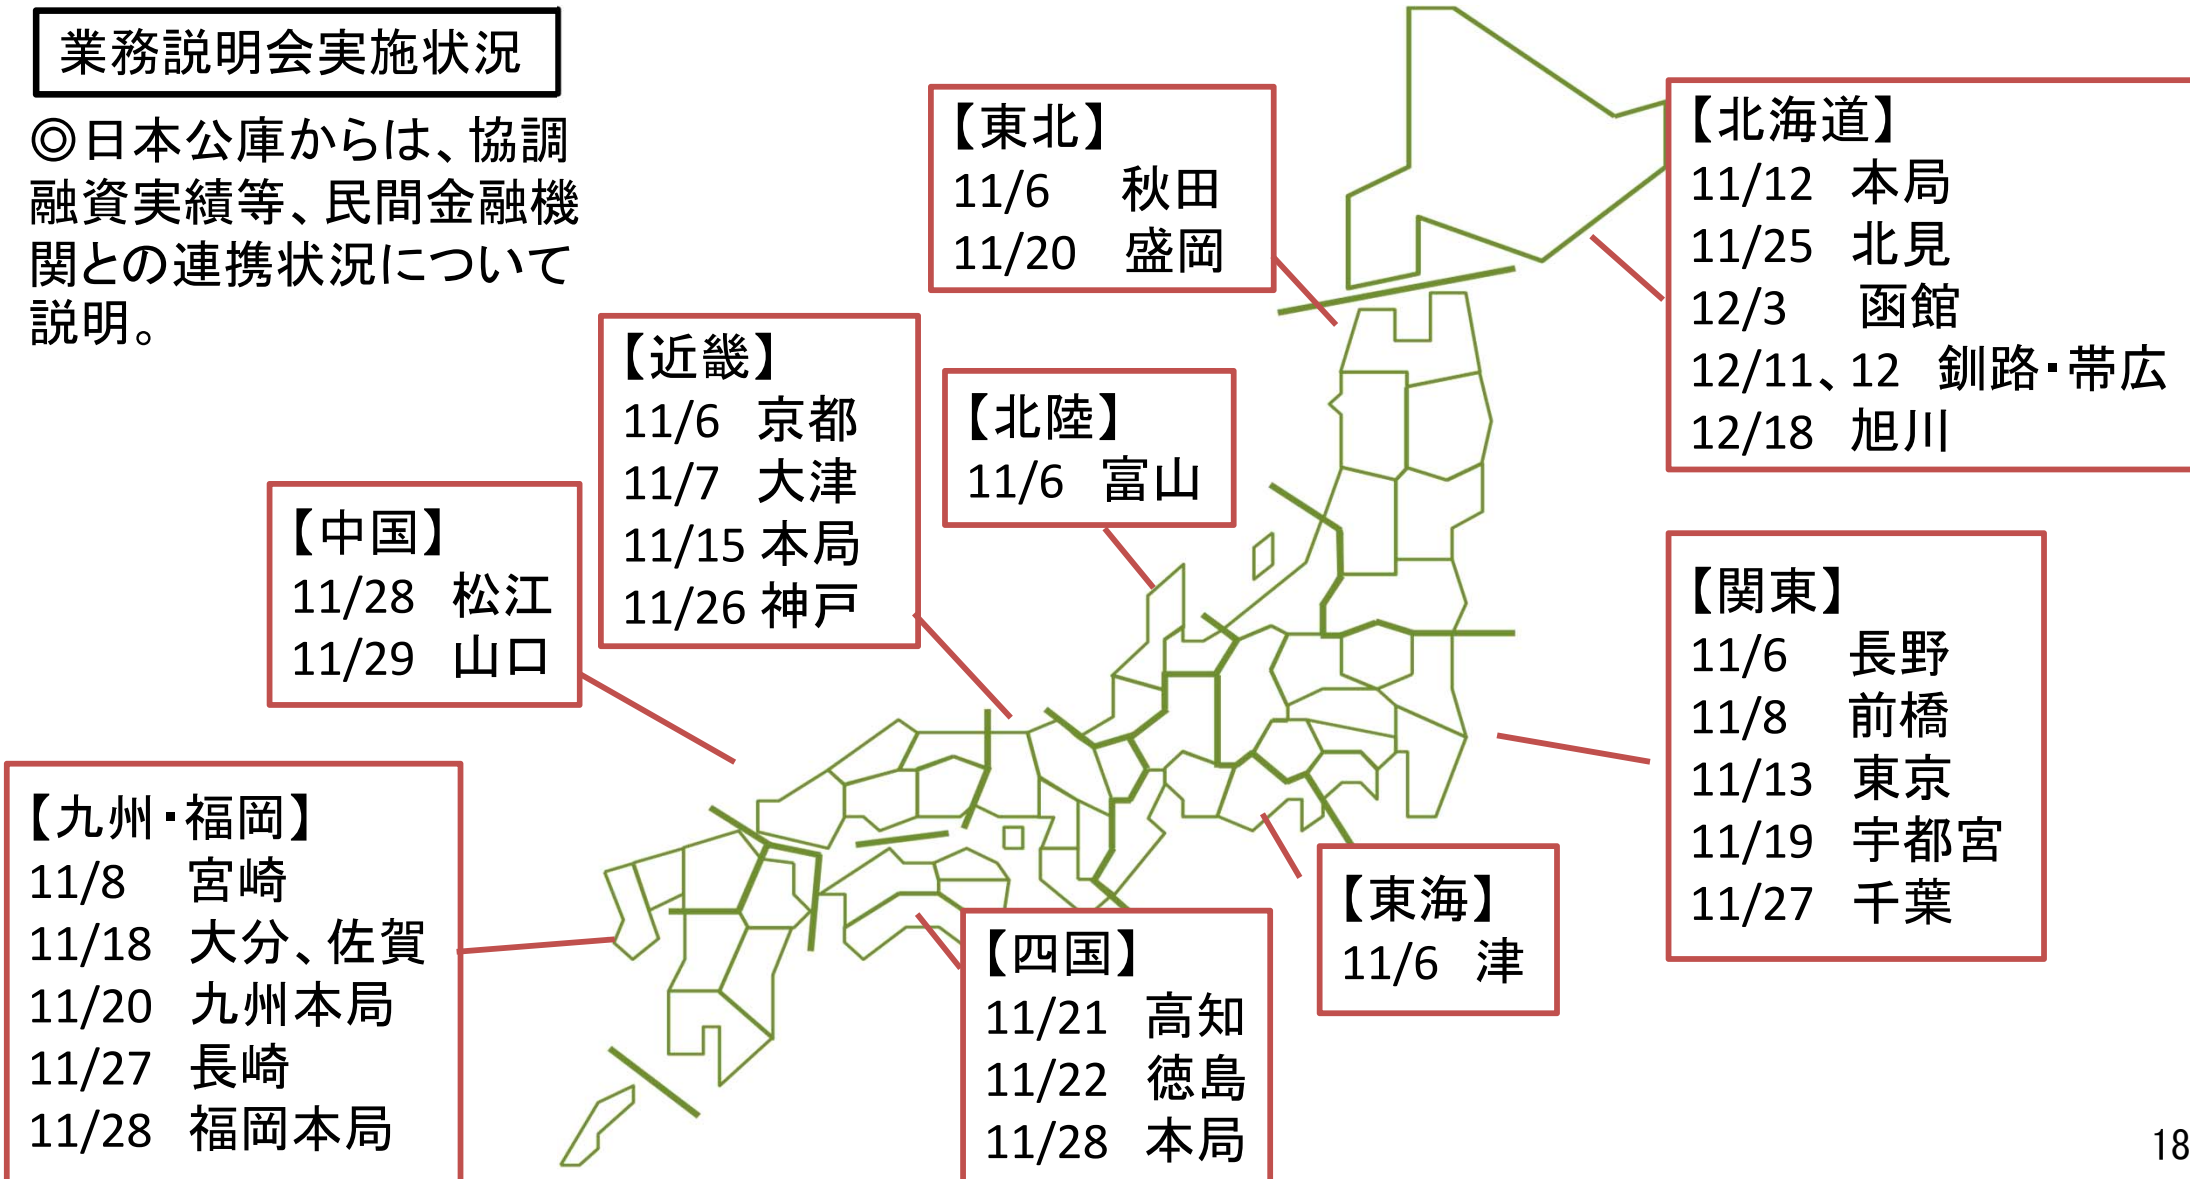 業務説明会実施状況
◎日本公庫からは、協調
融資実績等、民間金融機
関との連携状況について
説明。
【東北】
11/6 秋田
11/20 盛岡
【北海道】
11/12 本局
11/25 北見
12/3 函館
12/11、12 釧路・帯広
12/18 旭川
【近畿】
11/6 京都
11/7 大津
11/15 本局
11/26 神戸
【北陸】
11/6 富山
【中国】
11/28 松江
11/29 山口
【関東】
11/6 長野
11/8 前橋
11/13 東京
11/19 宇都宮
11/27 千葉
【九州・福岡】
11/8 宮崎
11/18 大分、佐賀
11/20 九州本局
11/27 長崎
11/28 福岡本局
【四国】
11/21 高知
11/22 徳島
11/28 本局
【東海】
11/6 津
18